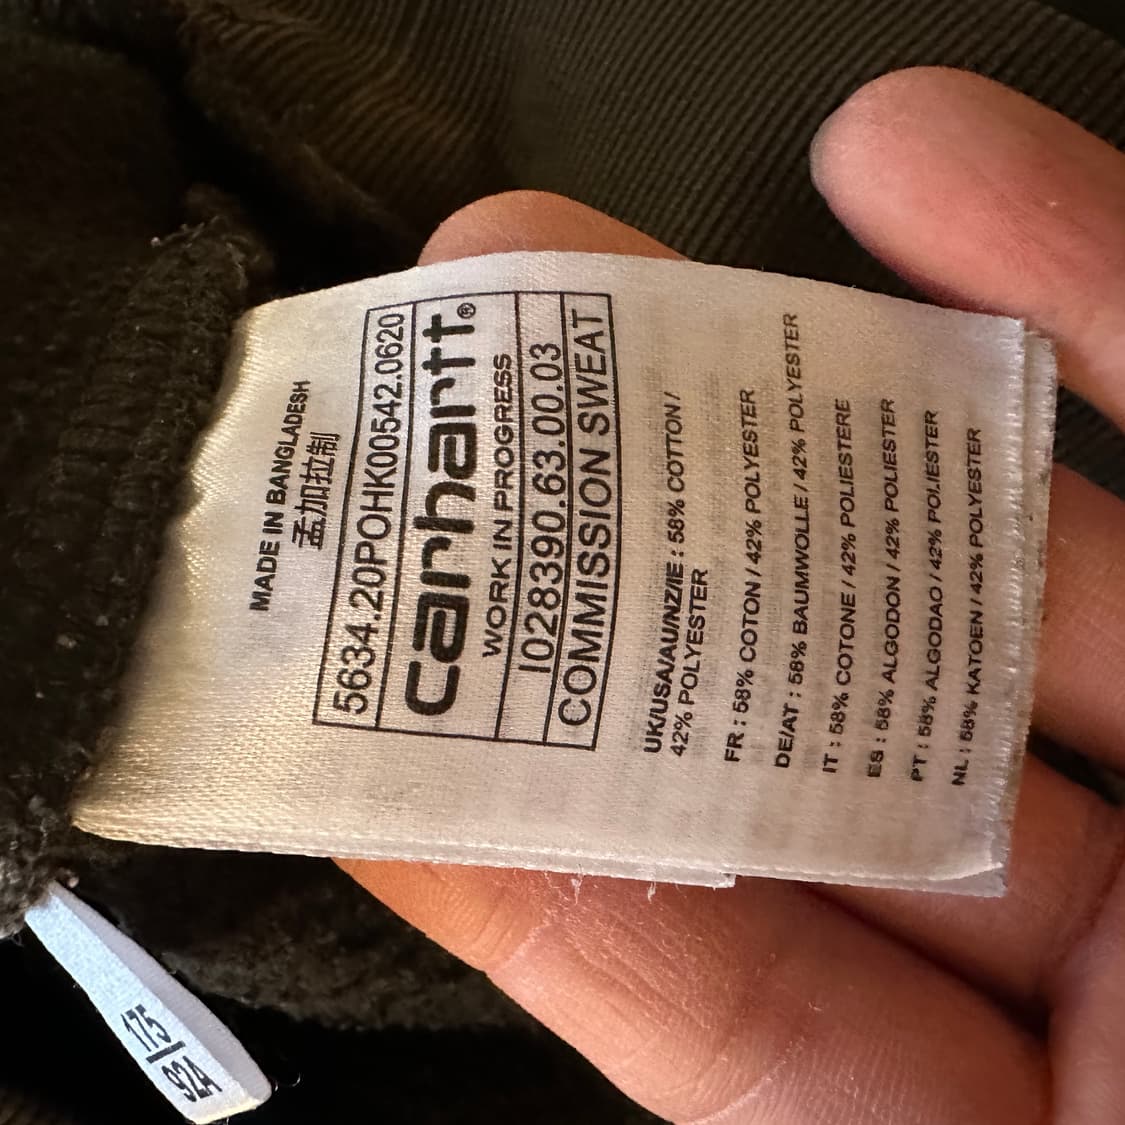 MADE IN BANGLADESH
孟加拉制
5634.20POHK00542.0620
carhartt®
WORK IN PROGRESS
I028390.63.00.03
COMMISSION SWEAT
UK/USA/AU/NZ/IE : 58% COTTON /
42% POLYESTER
FR : 58% COTON / 42% POLYESTER
DE/AT : 58% BAUMWOLLE / 42% POLYESTER
IT : 58% COTONE / 42% POLIESTERE
ES : 58% ALGODON / 42% POLIESTER
PT : 58% ALGODAO / 42% POLIESTER
NL : 58% KATOEN / 42% POLYESTER
175
92A